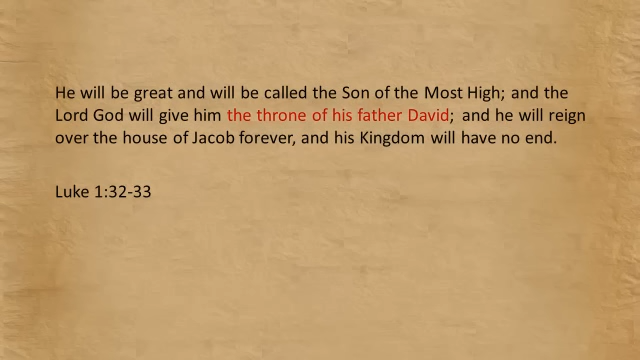 He will be great and will be called the Son of the Most High; and the
Lord God will give him the throne of his father David; and he will reign
over the house of Jacob forever, and his Kingdom will have no end.
Luke 1:32-33